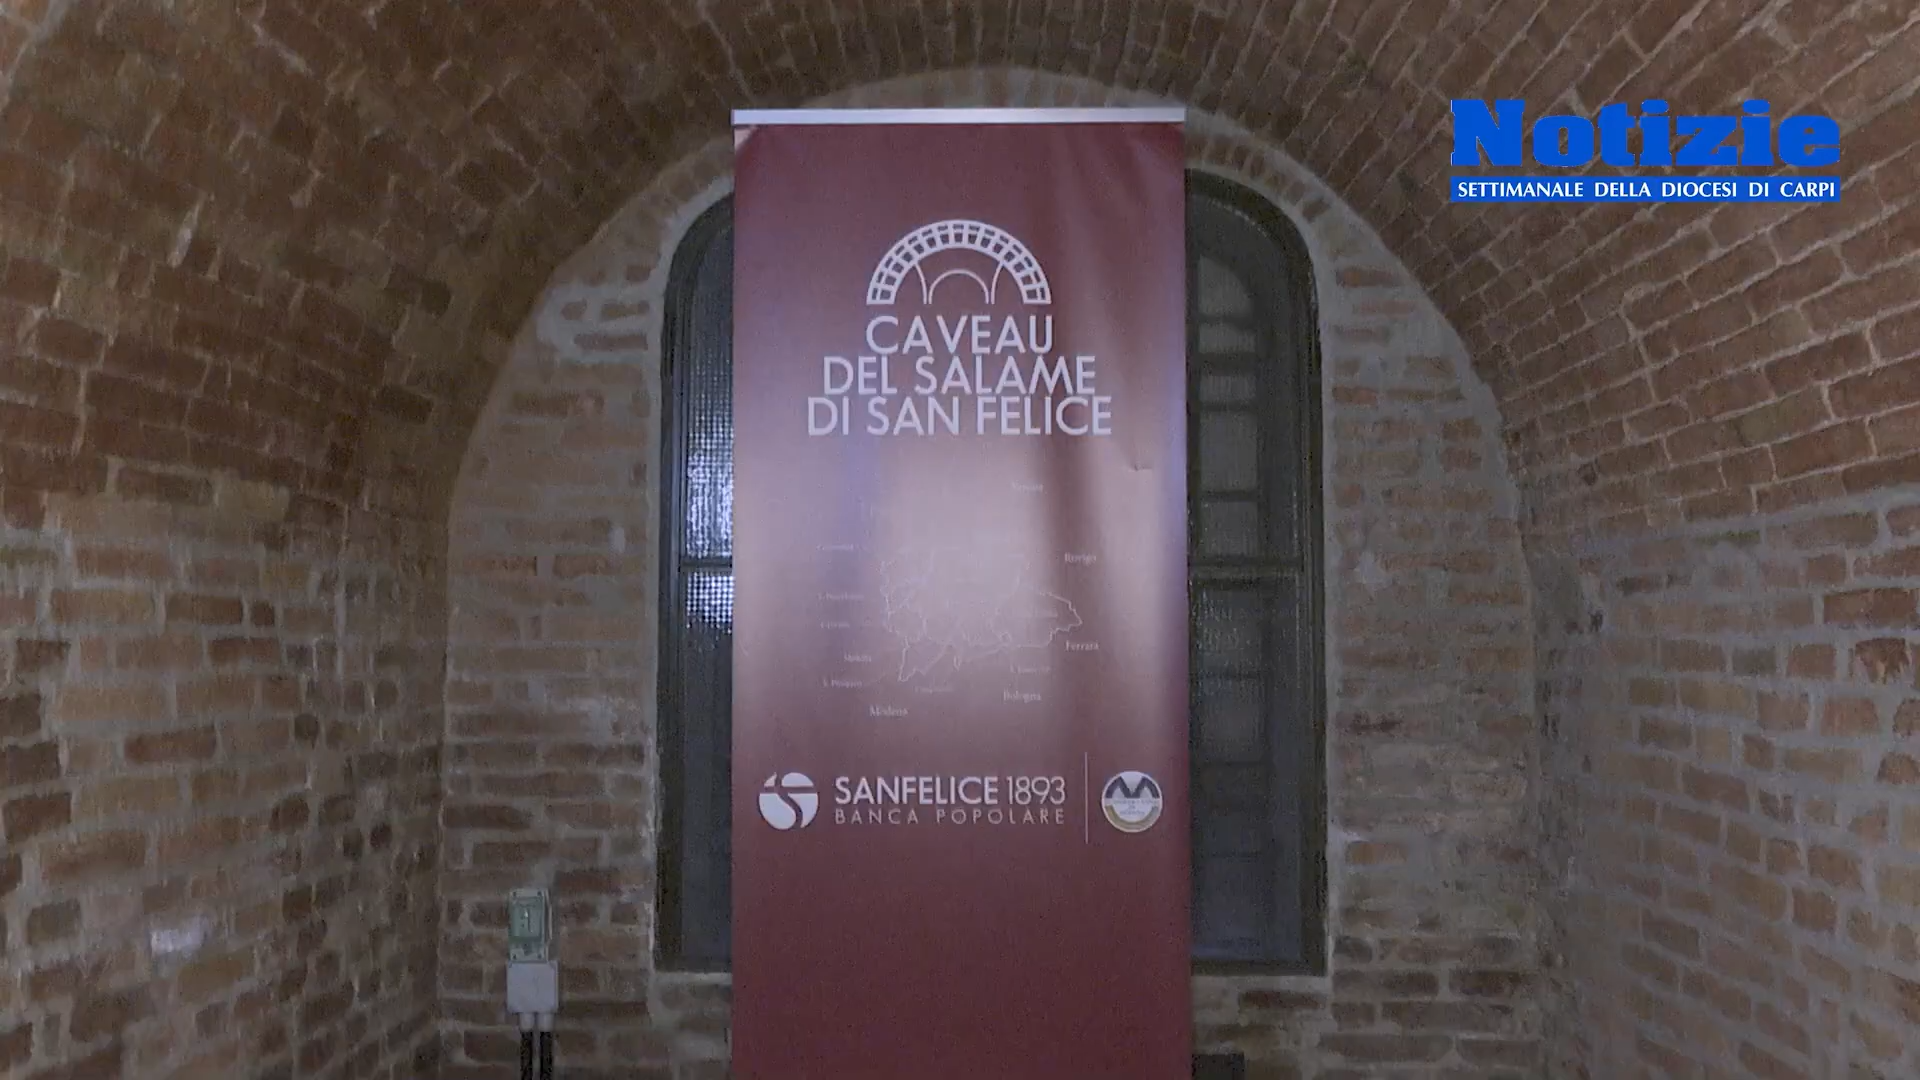 Notizie
SETTIMANALE DELLA DIOCESI DI CARPI
CAVEAU
DEL SALAME
DI SAN FELICE
Rovigo
Ferrara
Bologna
Modena
SANFELICE 1893
BANCA POPOLARE